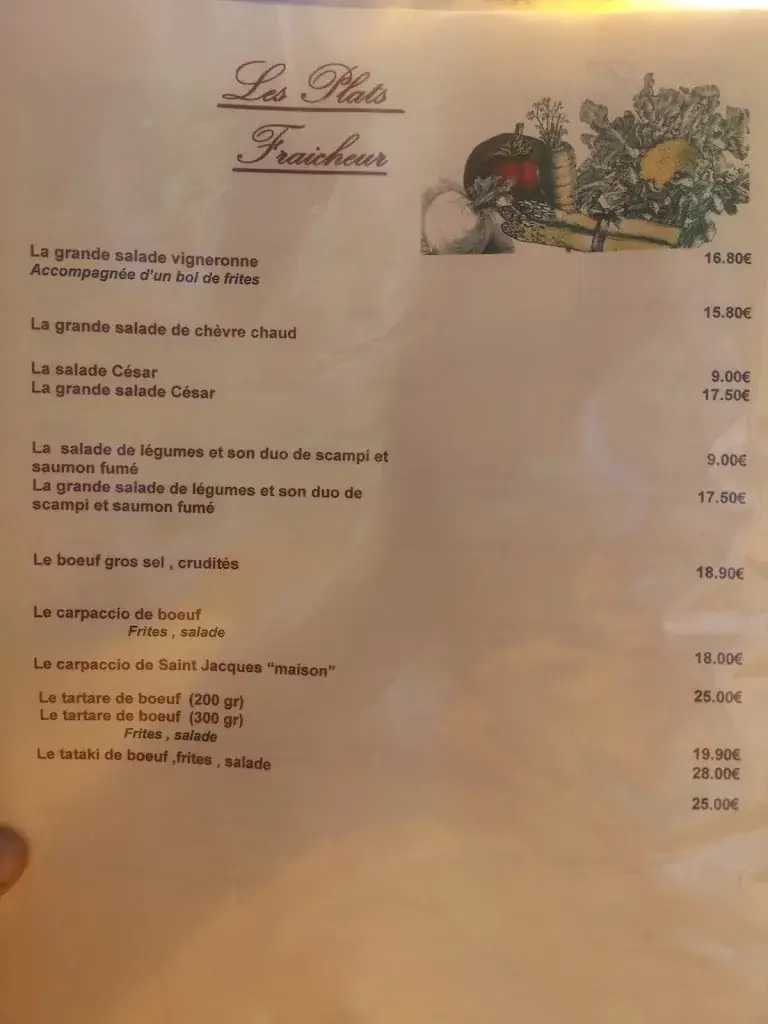 Les Plats
Fraicheur
La grande salade vigneronne 16.80€
Accompagnée d'un bol de frites
La grande salade de chèvre chaud 15.80€
La salade César 9.00€
La grande salade César 17.50€
La salade de légumes et son duo de scampi et
saumon fumé 9.00€
La grande salade de légumes et son duo de
scampi et saumon fumé 17.50€
Le boeuf gros sel , crudités 18.90€
Le carpaccio de boeuf 18.00€
Frites , salade
Le carpaccio de Saint Jacques “maison” 25.00€
Le tartare de boeuf (200 gr) 19.90€
Le tartare de boeuf (300 gr) 28.00€
Frites , salade
Le tataki de boeuf ,frites , salade 25.00€